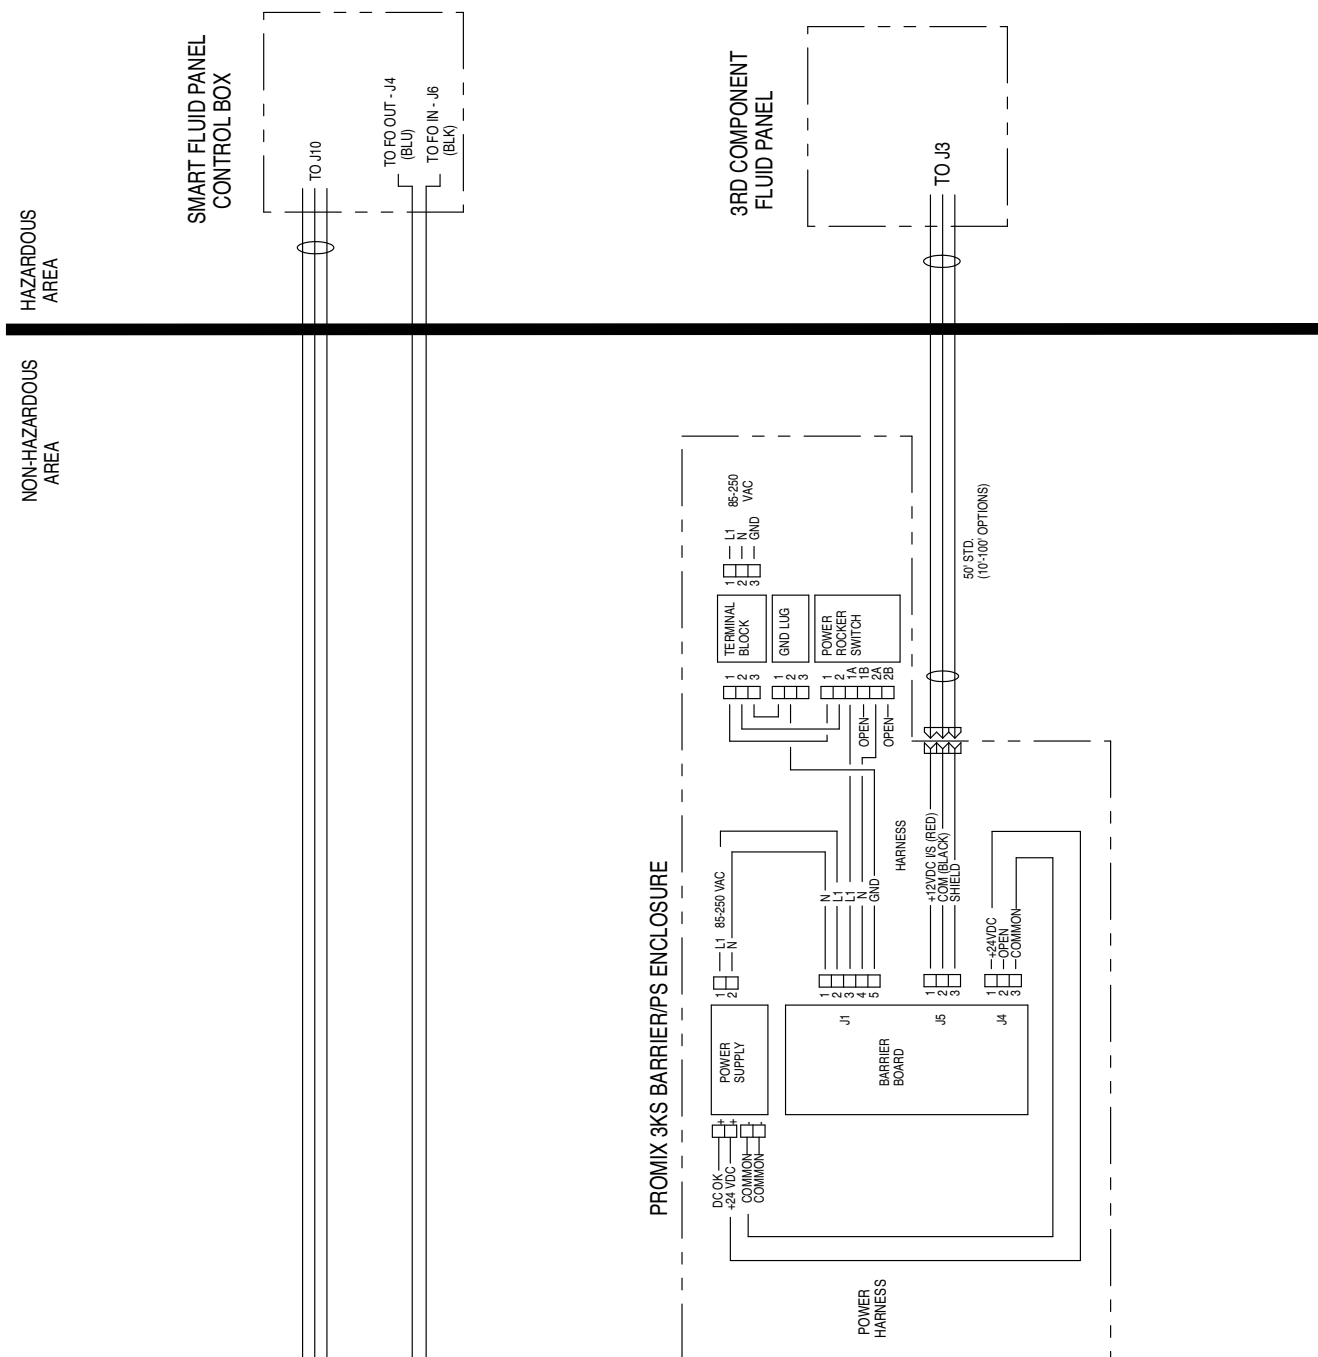 HAZARDOUS
AREA
NON-HAZARDOUS
AREA
SMART FLUID PANEL
CONTROL BOX
TO J10
TO FO OUT - J4
(BLU)
TO FO IN - J6
(BLK)
3RD COMPONENT
FLUID PANEL
TO J3
50' STD.
(10'-100' OPTIONS)
PROMIX 3KS BARRIER/PS ENCLOSURE
85-250
VAC
L1
N
GND
1
2
3
TERMINAL
BLOCK
GND LUG
POWER
ROCKER
SWITCH
1
2
3
1
2
3
1
2
1A
1B
2A
2B
OPEN
OPEN
HARNESS
L1 85-250 VAC
N
1
2
POWER
SUPPLY
+
+
-
-
DC OK
+24 VDC
COMMON
COMMON
N
L1
L1
N
GND
1
2
3
4
5
J1
+12VDC I/S (RED)
COM (BLACK)
SHIELD
1
2
3
J5
+24VDC
OPEN
COMMON
1
2
3
J4
BARRIER
BOARD
POWER
HARNESS